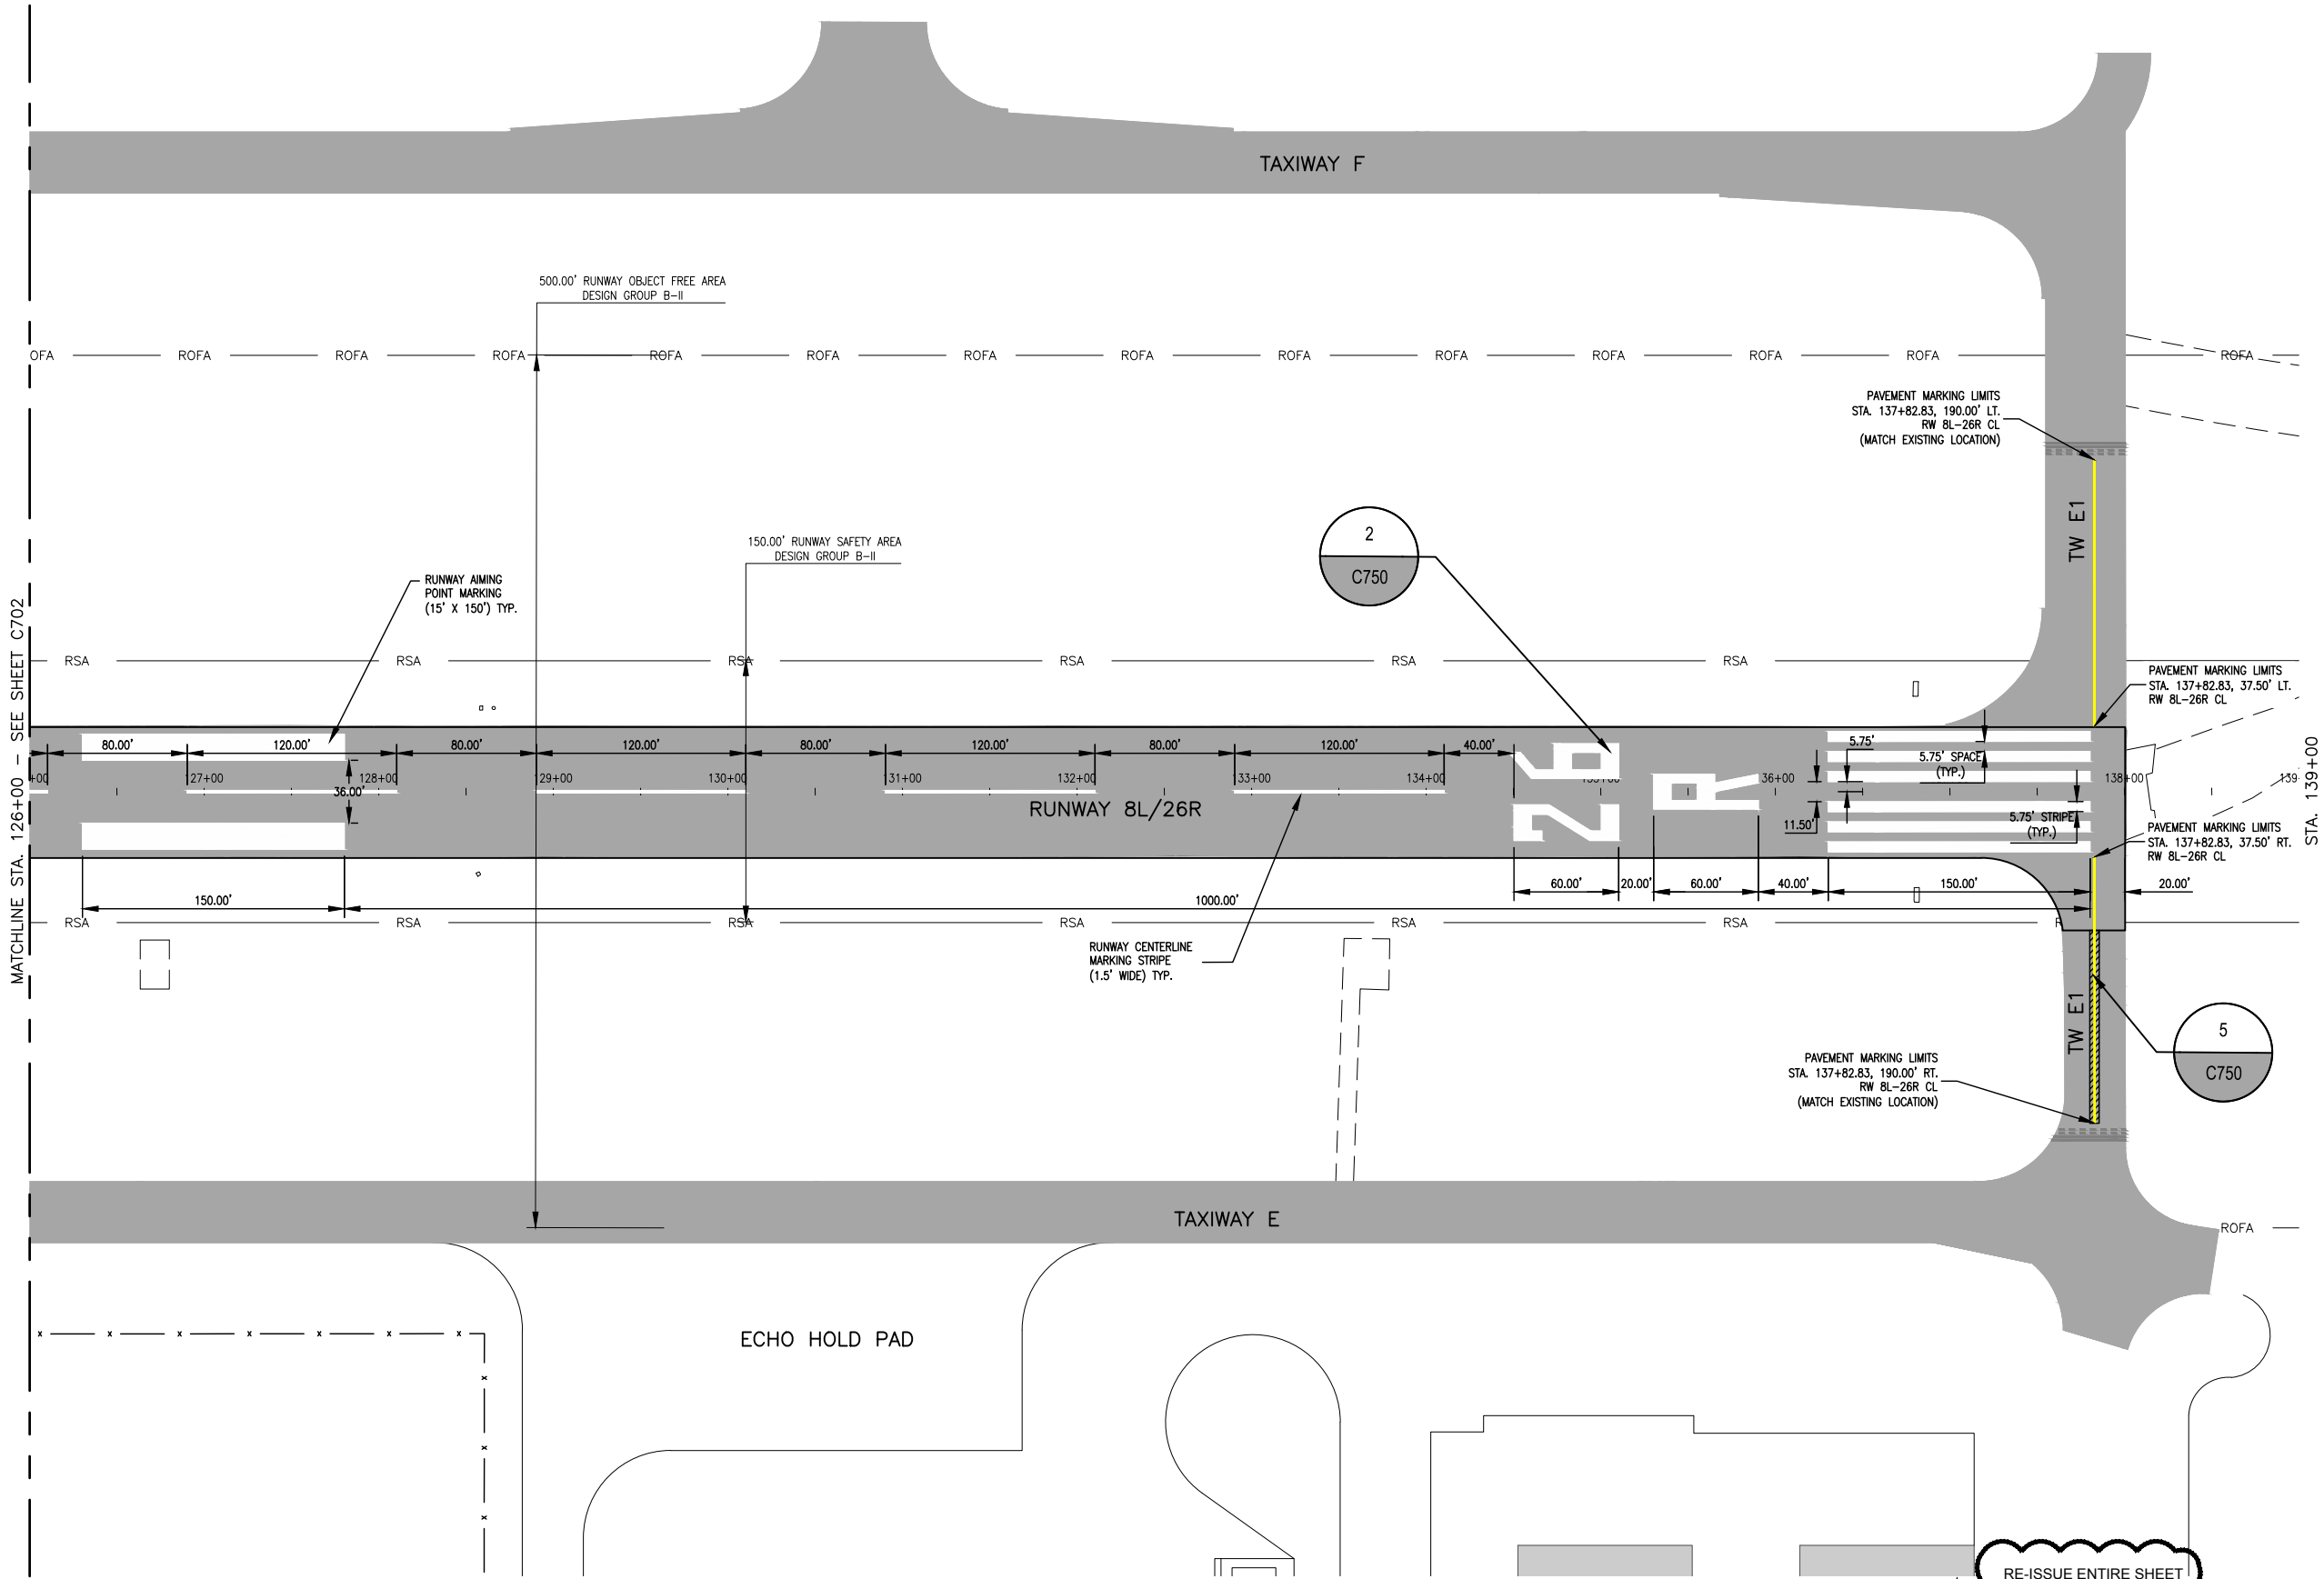 TAXIWAY F
500.00' RUNWAY OBJECT FREE AREA
DESIGN GROUP B-II
OFA
ROFA
ROFA
ROFA
ROFA
ROFA
ROFA
ROFA
ROFA
ROFA
ROFA
ROFA
ROFA
ROFA
PAVEMENT MARKING LIMITS
STA. 137+82.83, 190.00' LT.
RW 8L-26R CL
(MATCH EXISTING LOCATION)
TW E1
2
C750
150.00' RUNWAY SAFETY AREA
DESIGN GROUP B-II
RUNWAY AIMING
POINT MARKING
(15' X 150') TYP.
MATCHLINE STA. 126+00 - SEE SHEET C702
RSA
RSA
RSA
RSA
RSA
RSA
PAVEMENT MARKING LIMITS
STA. 137+82.83, 37.50' LT.
RW 8L-26R CL
80.00'
120.00'
80.00'
120.00'
80.00'
120.00'
80.00'
120.00'
40.00'
5.75'
5.75' SPACE
(TYP.)
+00
127+00
128+00
129+00
130+00
131+00
132+00
133+00
134+00
135+00
36+00
138+00
139
STA. 139+00
36.00'
RUNWAY 8L/26R
26
R
11.50'
5.75' STRIPE
(TYP.)
PAVEMENT MARKING LIMITS
STA. 137+82.83, 37.50' RT.
RW 8L-26R CL
60.00'
20.00'
60.00'
40.00'
150.00'
20.00'
150.00'
1000.00'
RSA
RSA
RSA
RSA
RSA
RSA
R
RUNWAY CENTERLINE
MARKING STRIPE
(1.5' WIDE) TYP.
TW E1
5
C750
PAVEMENT MARKING LIMITS
STA. 137+82.83, 190.00' RT.
RW 8L-26R CL
(MATCH EXISTING LOCATION)
TAXIWAY E
ROFA
ECHO HOLD PAD
RE-ISSUE ENTIRE SHEET